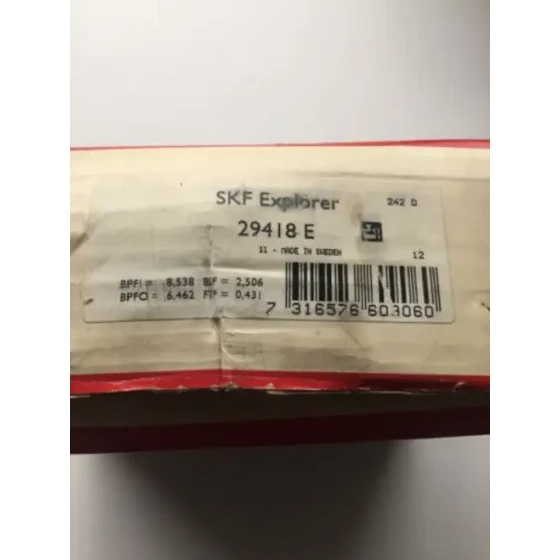 SKF Explorer
242 D
29418 E
11 - MADE IN SWEDEN
12
BPFI = 8,538 BSF = 2,506
BPFO = 6,462 FTF = 0,431
7 316576 603060